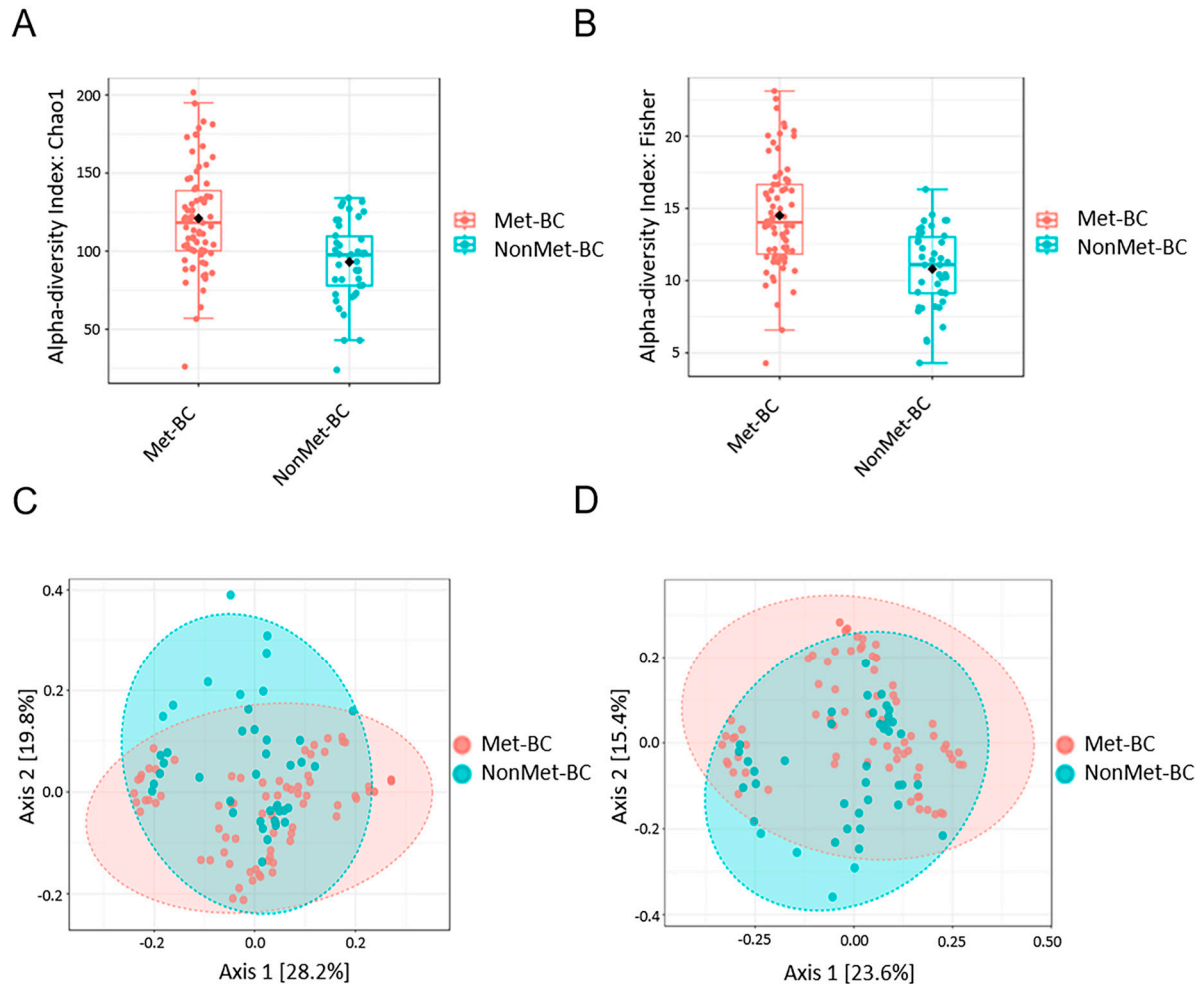 A
Alpha-diversity Index: Chao1
200
150
100
50
Met-BC
NonMet-BC
Met-BC
NonMet-BC
B
Alpha-diversity Index: Fisher
20
15
10
5
Met-BC
NonMet-BC
Met-BC
NonMet-BC
C
Axis 2 [19.8%]
0.4
0.2
0.0
-0.2
-0.2
0.0
0.2
Axis 1 [28.2%]
Met-BC
NonMet-BC
D
Axis 2 [15.4%]
0.2
0.0
-0.2
-0.4
-0.25
0.00
0.25
0.50
Axis 1 [23.6%]
Met-BC
NonMet-BC